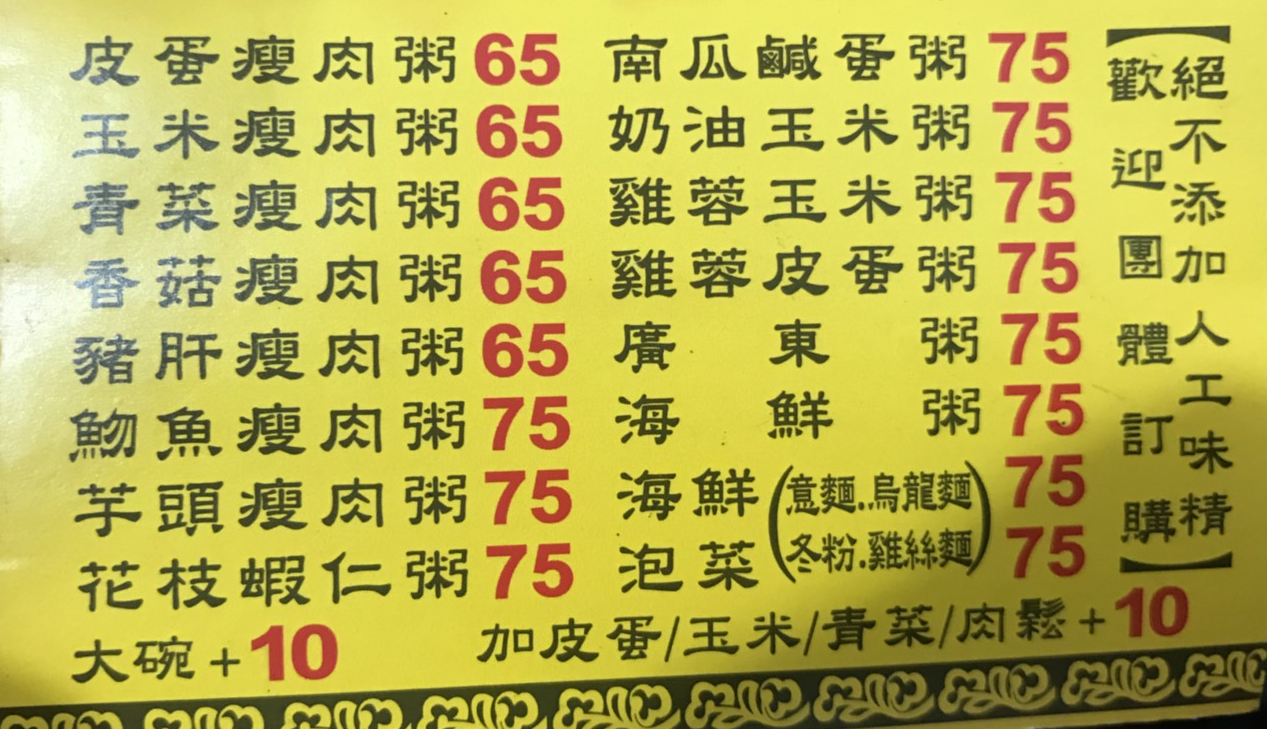 皮蛋瘦肉粥 65
玉米瘦肉粥 65
青菜瘦肉粥 65
香菇瘦肉粥 65
豬肝瘦肉粥 65
魩魚瘦肉粥 75
芋頭瘦肉粥 75
花枝蝦仁粥 75
大碗+10
南瓜鹹蛋粥 75
奶油玉米粥 75
雞蓉玉米粥 75
雞蓉皮蛋粥 75
廣東粥 75
海鮮粥 75
海鮮(意麵.烏龍麵 75
泡菜 冬粉.雞絲麵) 75
加皮蛋/玉米/青菜/肉鬆+10
【絕不添加人工味精
歡迎團體訂購】